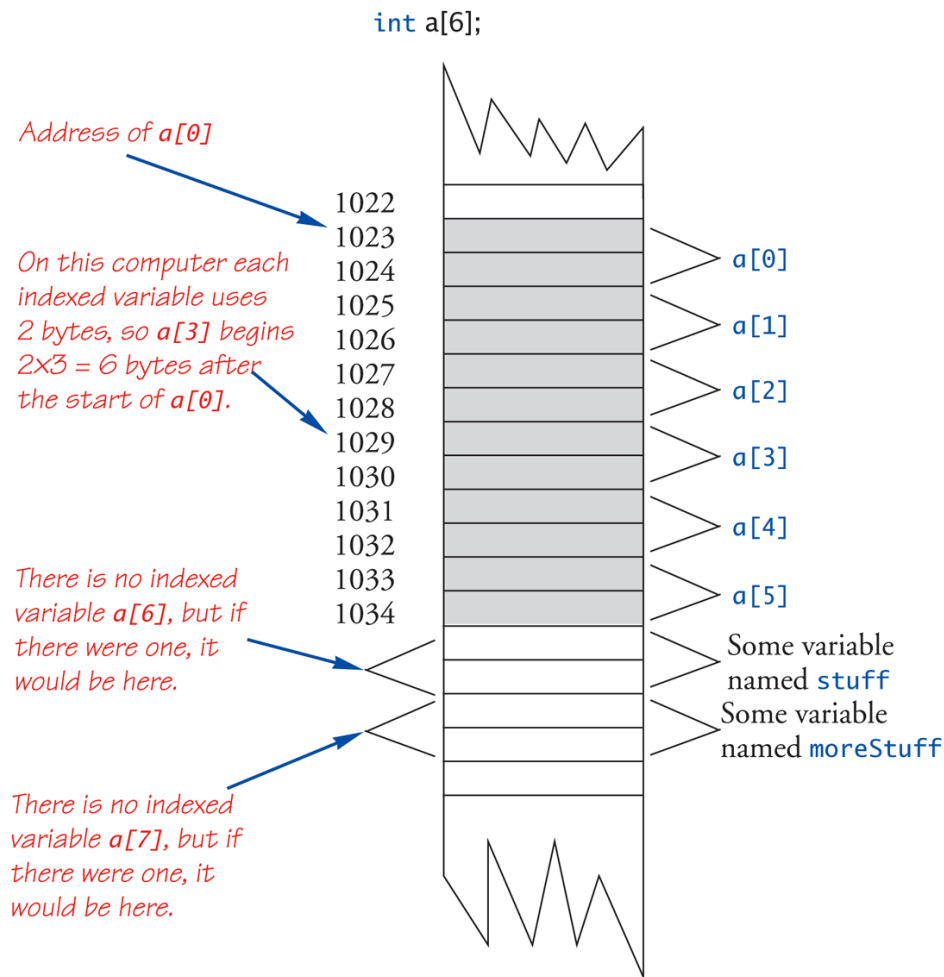 int a[6];
Address of a[0]
1022
1023
1024
1025
1026
1027
1028
1029
1030
1031
1032
1033
1034
On this computer each
indexed variable uses
2 bytes, so a[3] begins
2x3 = 6 bytes after
the start of a[0].
a[0]
a[1]
a[2]
a[3]
a[4]
a[5]
There is no indexed
variable a[6], but if
there were one, it
would be here.
Some variable
named stuff
Some variable
named moreStuff
There is no indexed
variable a[7], but if
there were one, it
would be here.